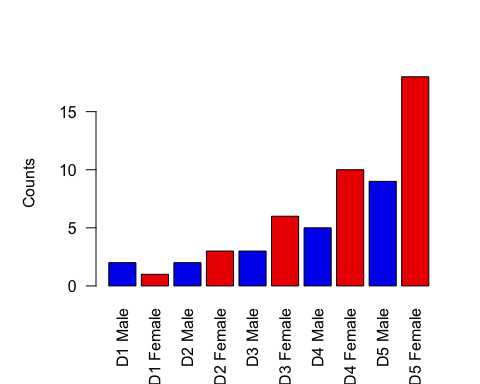 Counts
15
10
5
0
D1 Male
D1 Female
D2 Male
D2 Female
D3 Male
D3 Female
D4 Male
D4 Female
D5 Male
D5 Female